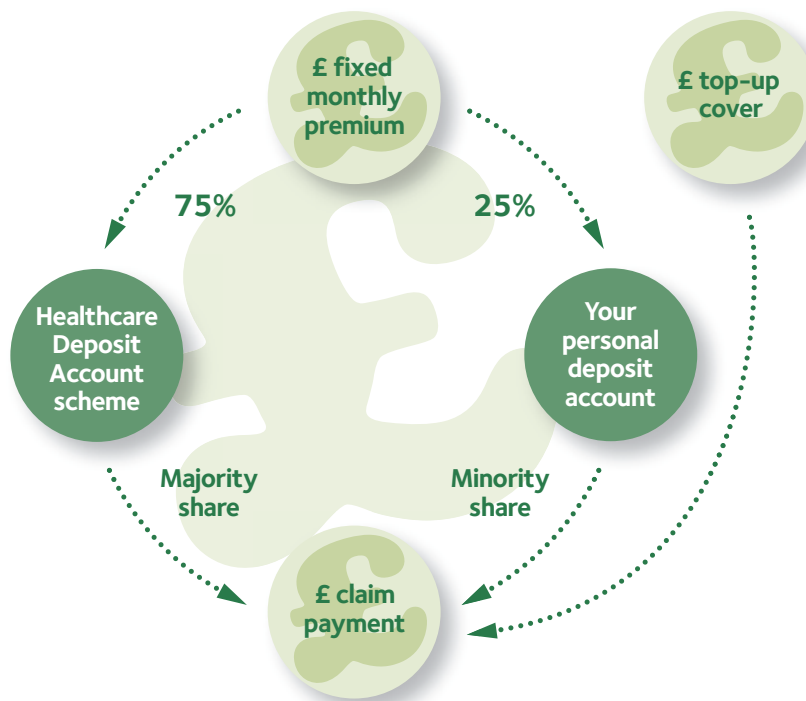 £ fixed
monthly
premium
£ top-up
cover
75%
25%
Healthcare
Deposit
Account
scheme
Your
personal
deposit
account
Majority
share
Minority
share
£ claim
payment